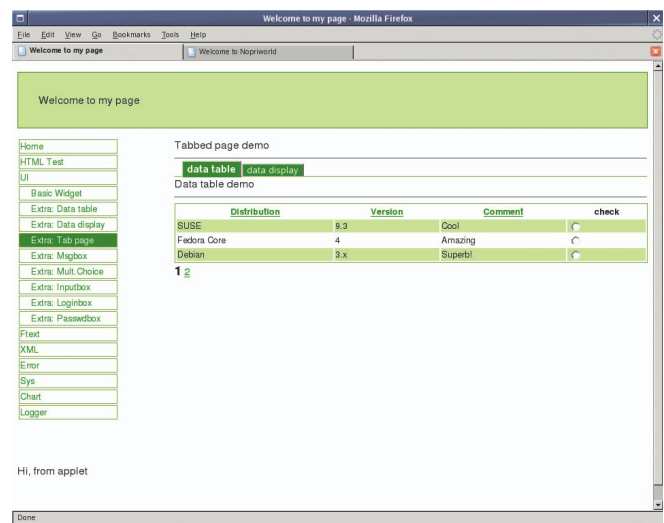 Welcome to my page - Mozilla Firefox
File Edit View Go Bookmarks Tools Help
Welcome to my page
Welcome to Nopriworld
Welcome to my page
Home
HTML Test
UI
Basic Widget
Extra: Data table
Extra: Data display
Extra: Tab page
Extra: Msgbox
Extra: Mult.Choice
Extra: Inputbox
Extra: Loginbox
Extra: Passwdbox
Ftext
XML
Error
Sys
Chart
Logger
Hi, from applet
Tabbed page demo
data table data display
Data table demo
Distribution Version Comment check
SUSE 9.3 Cool
Fedora Core 4 Amazing
Debian 3.x Superb!
1 2
Done